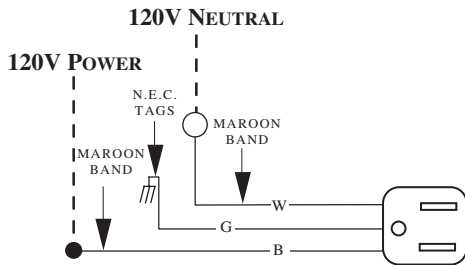 120V NEUTRAL
120V POWER
N.E.C.
TAGS
MAROON
BAND
MAROON
BAND
W
G
B